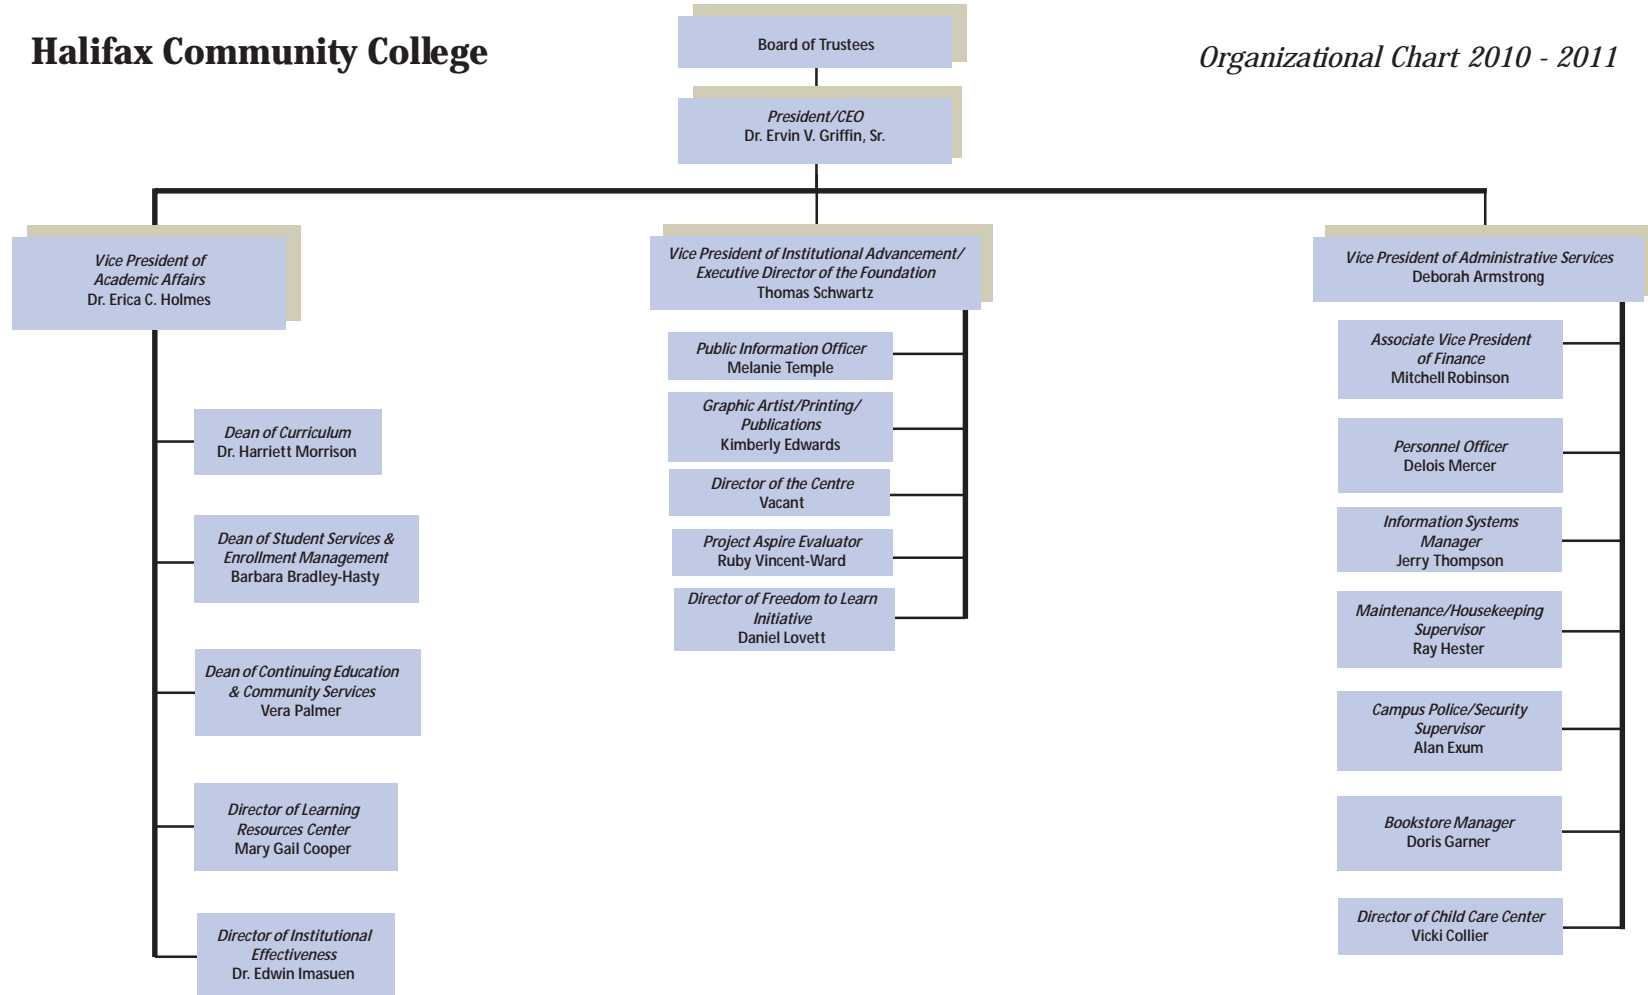 Halifax Community College
Organizational Chart 2010 - 2011
Board of Trustees
President/CEO
Dr. Ervin V. Griffin, Sr.
Vice President of
Academic Affairs
Dr. Erica C. Holmes
Dean of Curriculum
Dr. Harriett Morrison
Dean of Student Services &
Enrollment Management
Barbara Bradley-Hasty
Dean of Continuing Education
& Community Services
Vera Palmer
Director of Learning
Resources Center
Mary Gail Cooper
Director of Institutional
Effectiveness
Dr. Edwin Imasuen
Vice President of Institutional Advancement/
Executive Director of the Foundation
Thomas Schwartz
Public Information Officer
Melanie Temple
Graphic Artist/Printing/
Publications
Kimberly Edwards
Director of the Centre
Vacant
Project Aspire Evaluator
Ruby Vincent-Ward
Director of Freedom to Learn
Initiative
Daniel Lovett
Vice President of Administrative Services
Deborah Armstrong
Associate Vice President
of Finance
Mitchell Robinson
Personnel Officer
Delois Mercer
Information Systems
Manager
Jerry Thompson
Maintenance/Housekeeping
Supervisor
Ray Hester
Campus Police/Security
Supervisor
Alan Exum
Bookstore Manager
Doris Garner
Director of Child Care Center
Vicki Collier